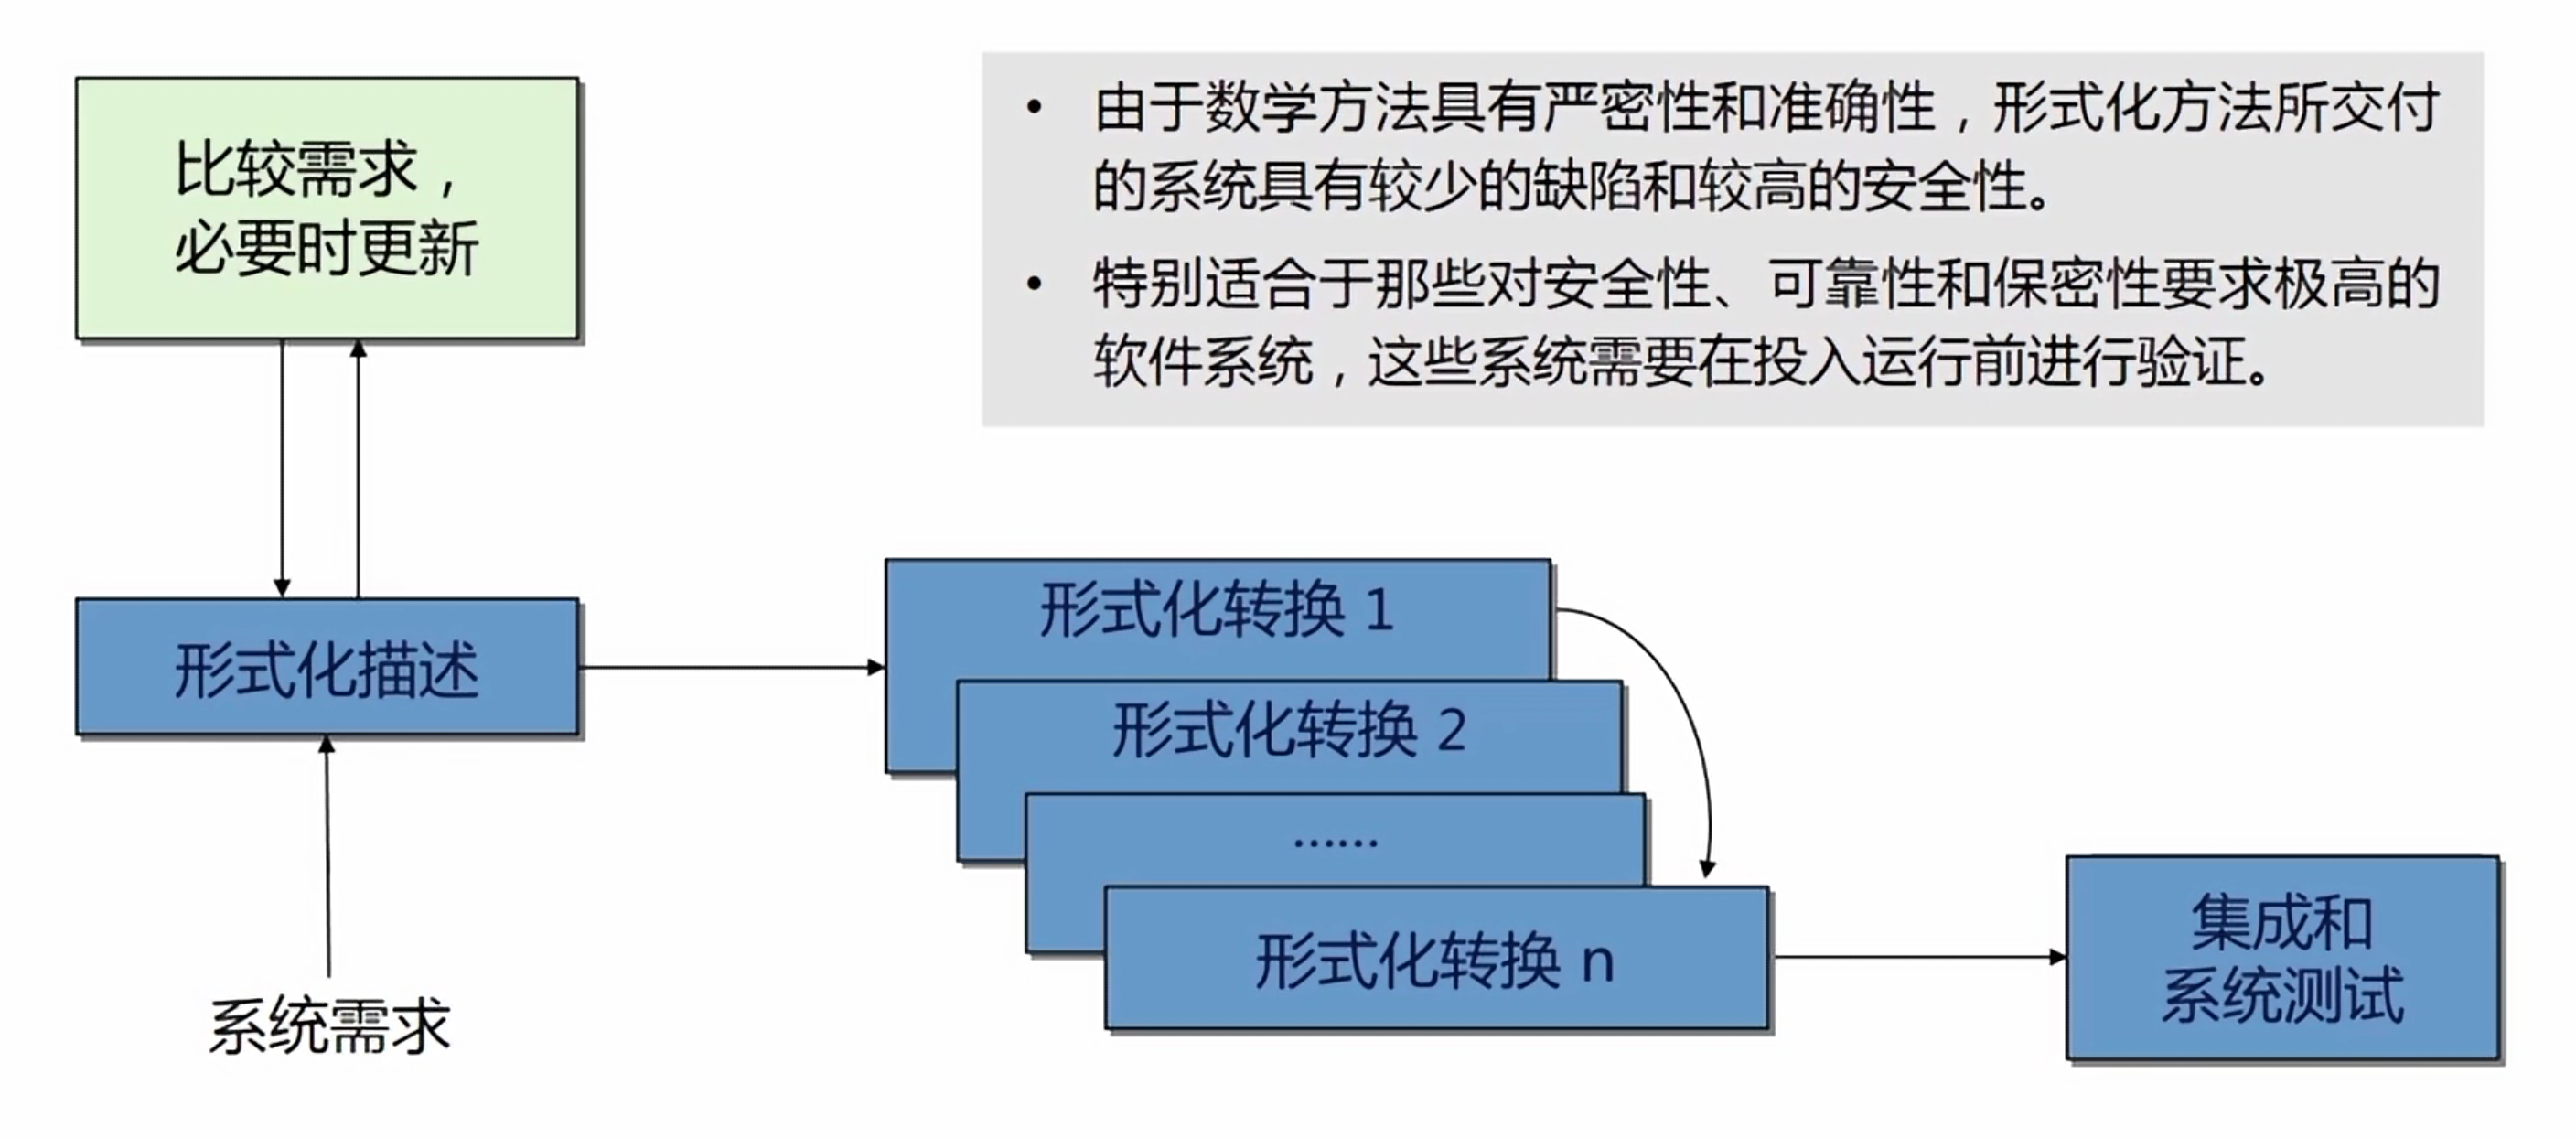 比较需求，
必要时更新
• 由于数学方法具有严密性和准确性，形式化方法所交付
的系统具有较少的缺陷和较高的安全性。
• 特别适合于那些对安全性、可靠性和保密性要求极高的
软件系统，这些系统需要在投入运行前进行验证。
形式化描述
系统需求
形式化转换 1
形式化转换 2
……
形式化转换 n
集成和
系统测试